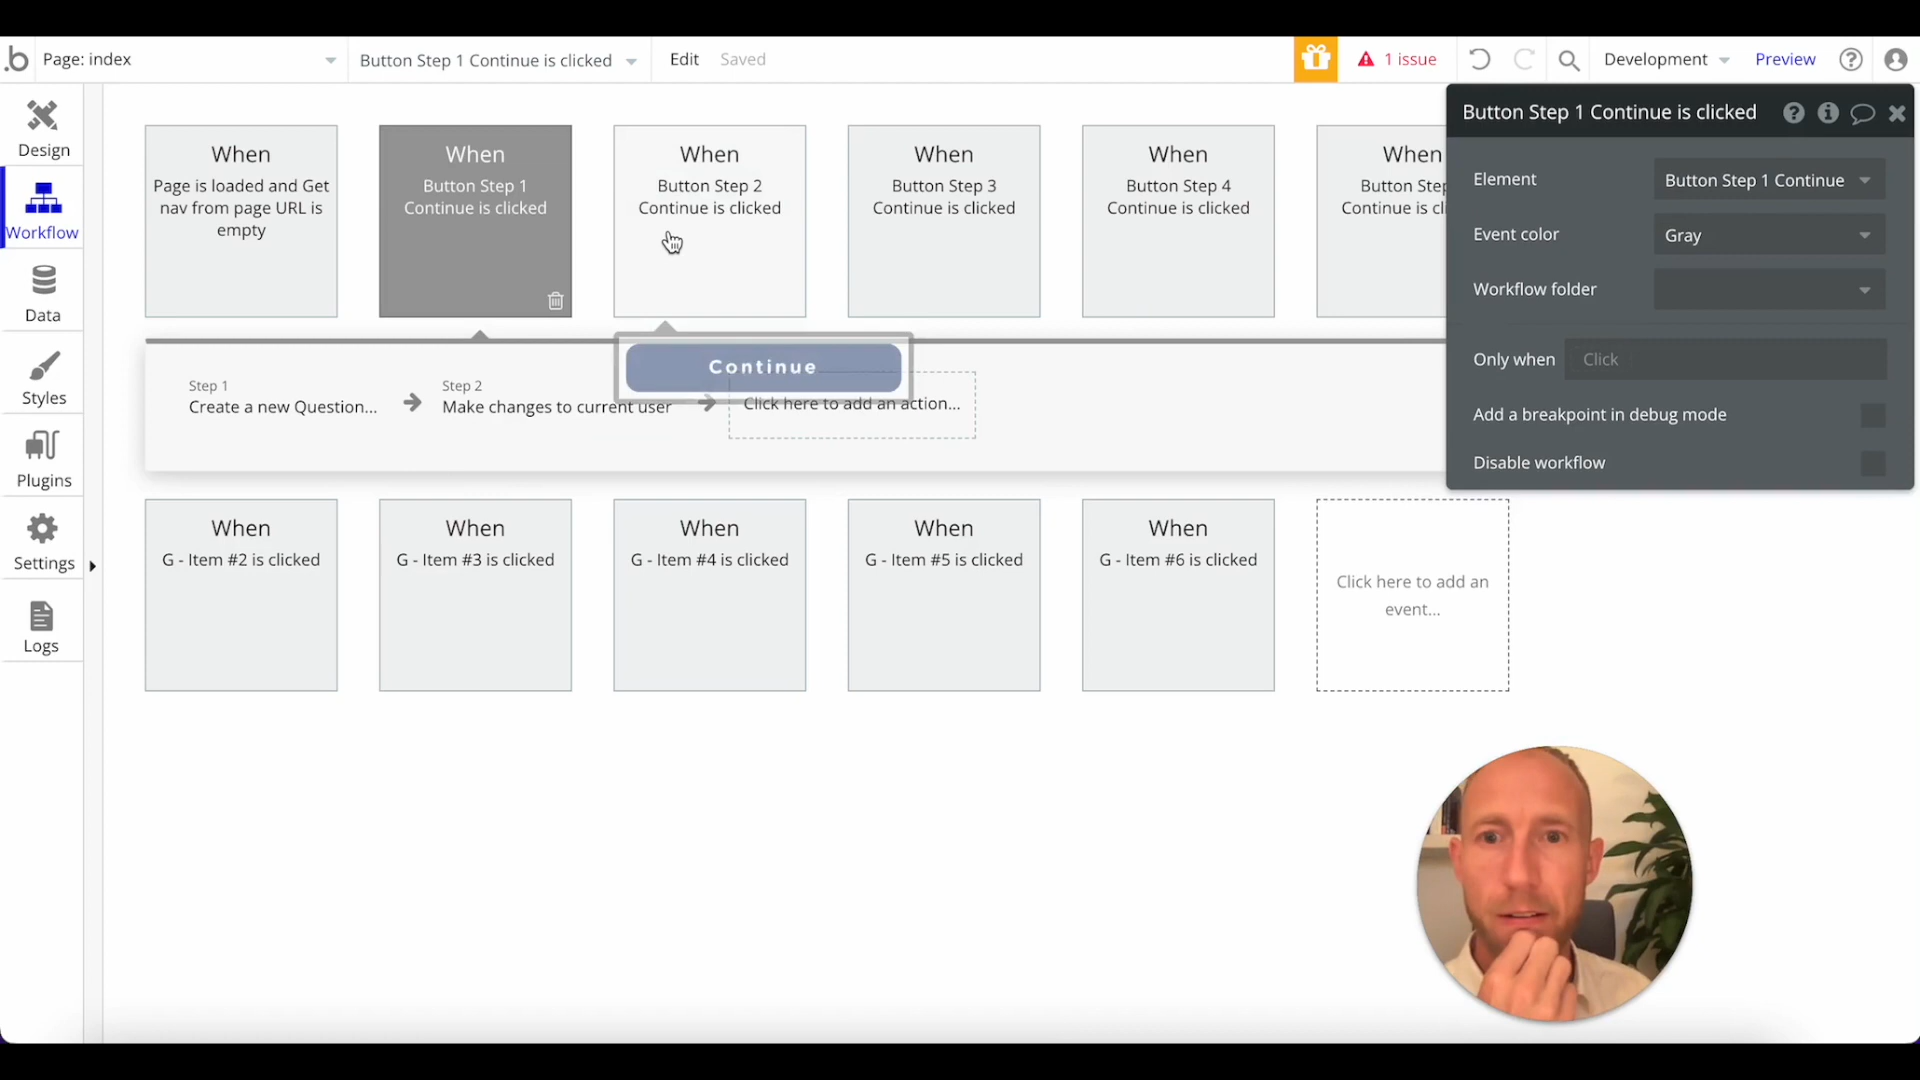 Page: index
Button Step 1 Continue is clicked
Edit
Saved
1 issue
Development
Preview
Design
Workflow
Data
Styles
Plugins
Settings
Logs
When
Page is loaded and Get
nav from page URL is
empty
When
Button Step 1
Continue is clicked
When
Button Step 2
Continue is clicked
When
Button Step 3
Continue is clicked
When
Button Step 4
Continue is clicked
When
Button Step
Continue is cl
Button Step 1 Continue is clicked
Element
Button Step 1 Continue
Event color
Gray
Workflow folder
Only when
Click
Add a breakpoint in debug mode
Disable workflow
Continue
Step 1
Create a new Question...
Step 2
Make changes to current user
Click here to add an action...
When
G - Item #2 is clicked
When
G - Item #3 is clicked
When
G - Item #4 is clicked
When
G - Item #5 is clicked
When
G - Item #6 is clicked
Click here to add an
event...